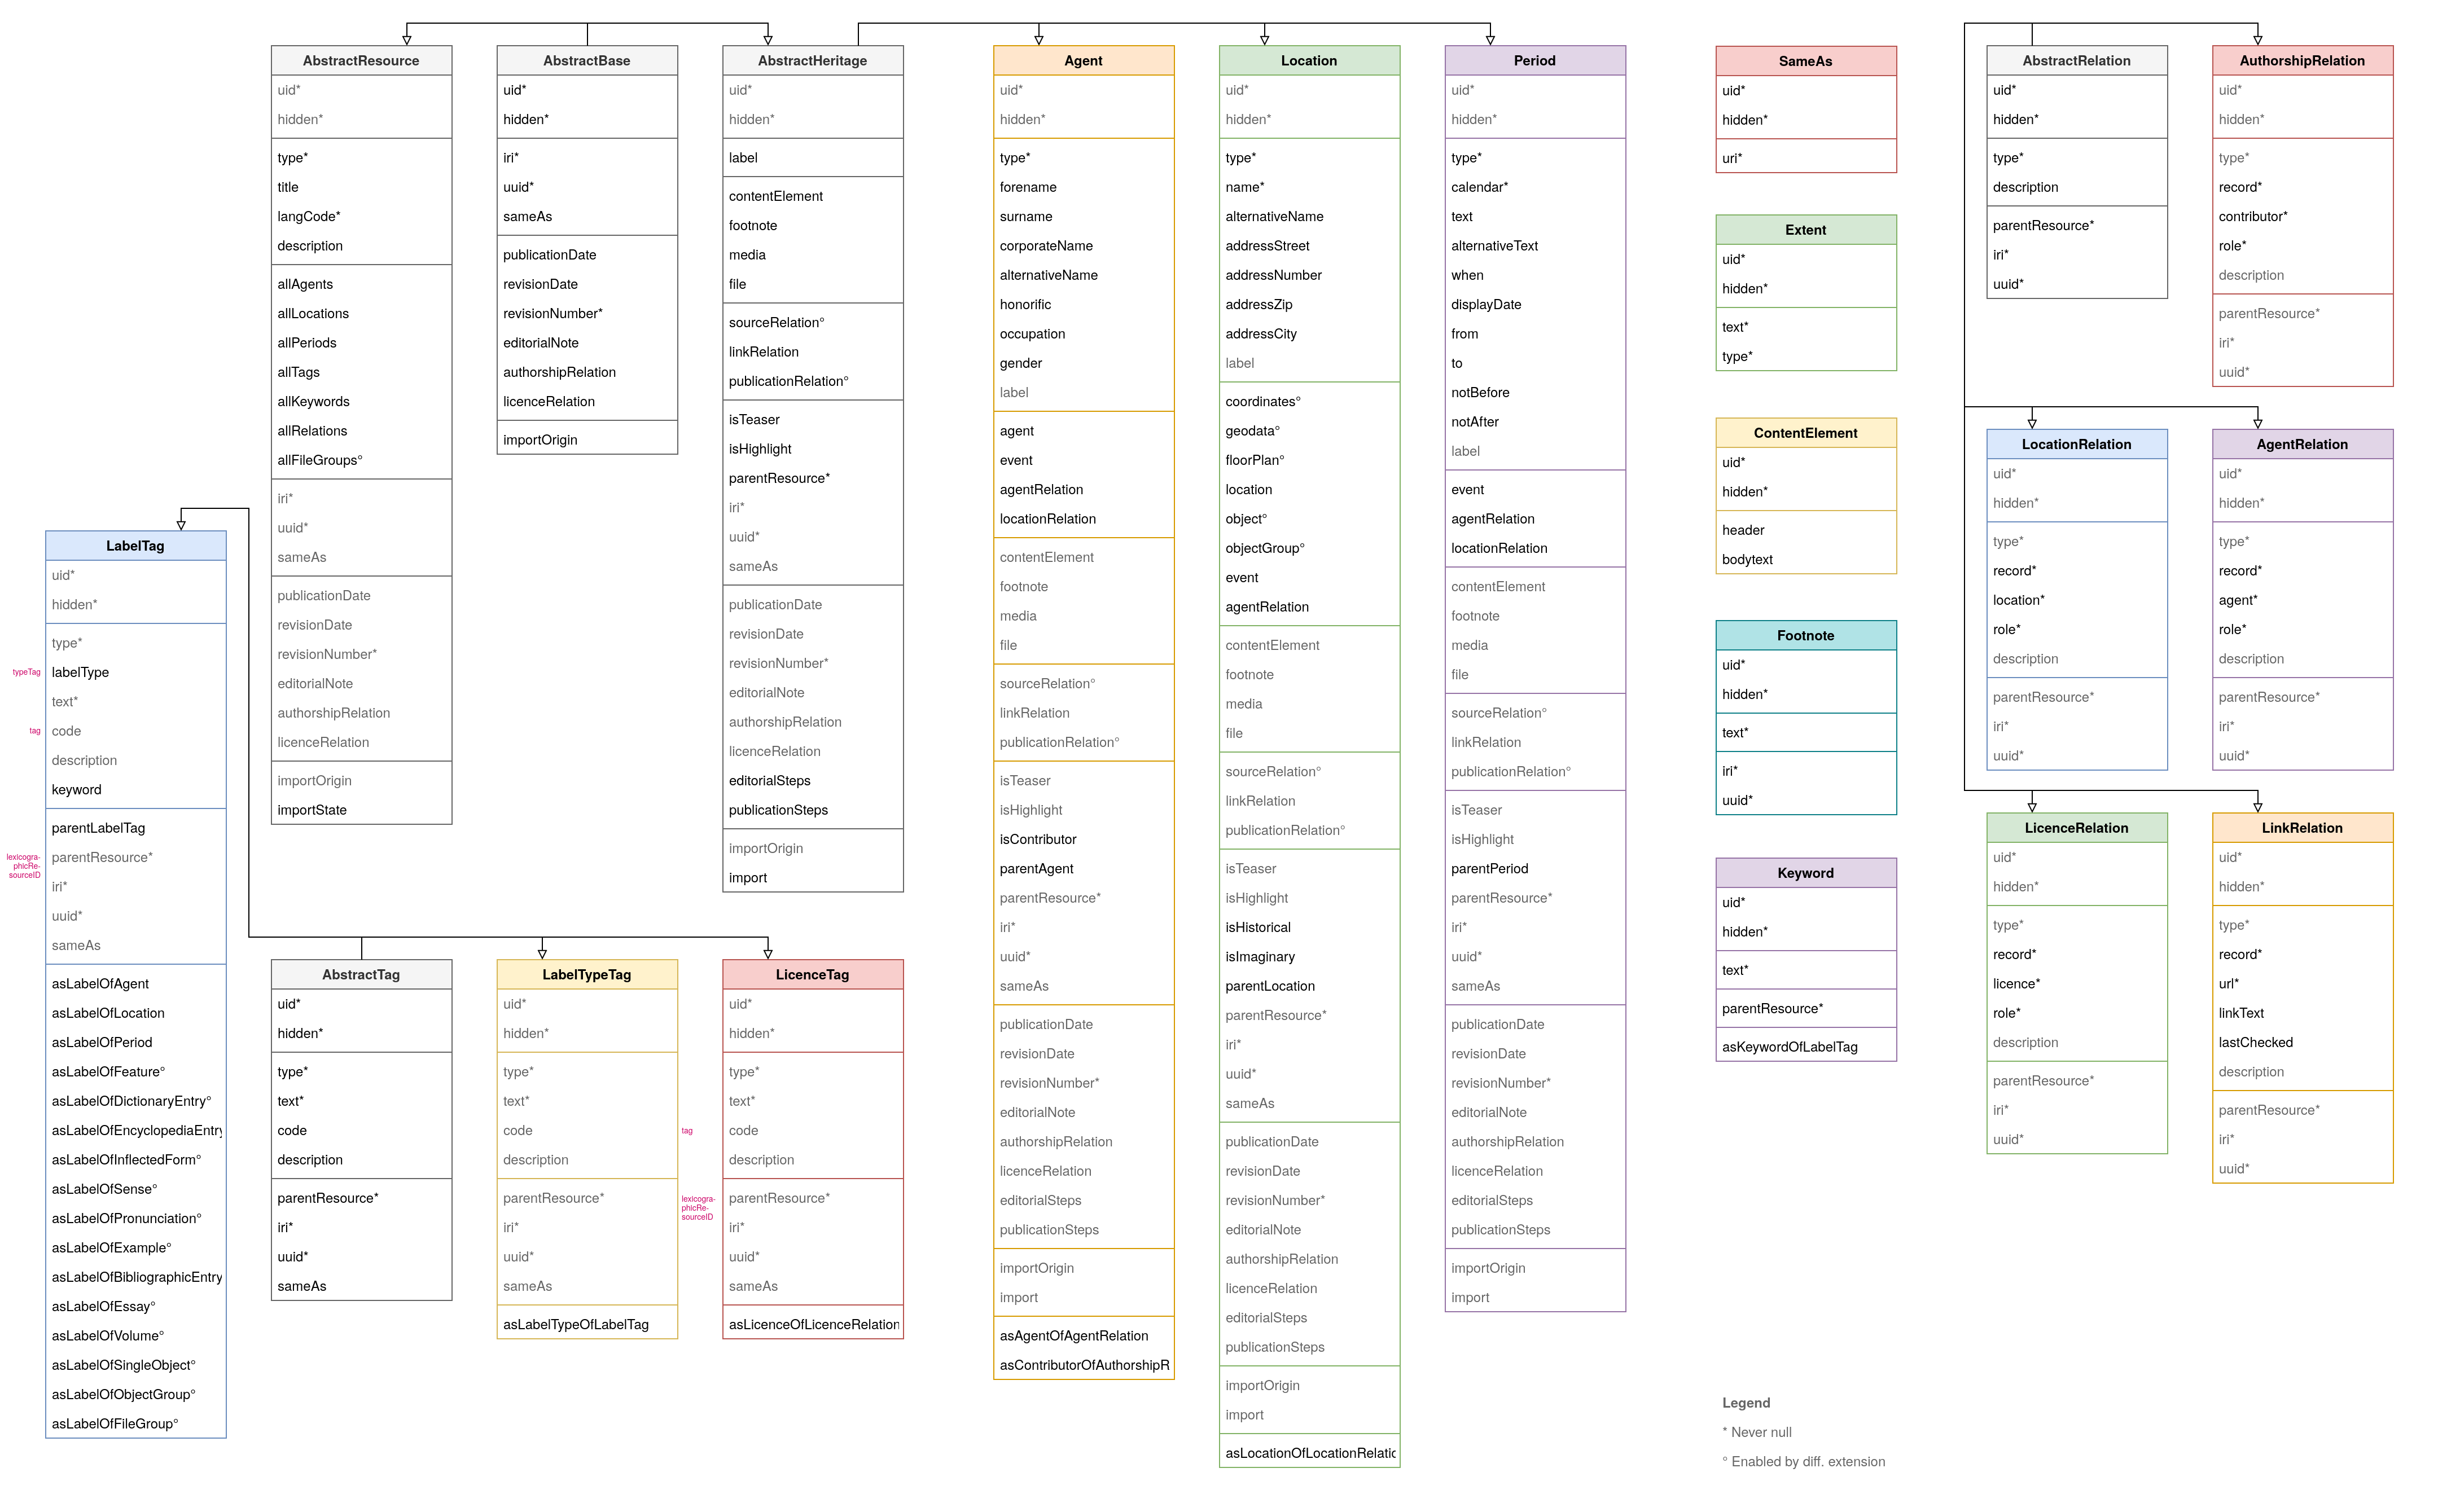 AbstractResource
uid*
hidden*
type*
title
langCode*
description
allAgents
allLocations
allPeriods
allTags
allKeywords
allRelations
allFileGroups°
iri*
uuid*
sameAs
publicationDate
revisionDate
revisionNumber*
editorialNote
authorshipRelation
licenceRelation
importOrigin
importState
AbstractBase
uid*
hidden*
iri*
uuid*
sameAs
publicationDate
revisionDate
revisionNumber*
editorialNote
authorshipRelation
licenceRelation
importOrigin
AbstractHeritage
uid*
hidden*
label
contentElement
footnote
media
file
sourceRelation°
linkRelation
publicationRelation°
isTeaser
isHighlight
parentResource*
iri*
uuid*
sameAs
publicationDate
revisionDate
revisionNumber*
editorialNote
authorshipRelation
licenceRelation
editorialSteps
publicationSteps
importOrigin
import
Agent
uid*
hidden*
type*
forename
surname
corporateName
alternativeName
honorific
occupation
gender
label
agent
event
agentRelation
locationRelation
contentElement
footnote
media
file
sourceRelation°
linkRelation
publicationRelation°
isTeaser
isHighlight
isContributor
parentAgent
parentResource*
iri*
uuid*
sameAs
publicationDate
revisionDate
revisionNumber*
editorialNote
authorshipRelation
licenceRelation
editorialSteps
publicationSteps
importOrigin
import
asAgentOfAgentRelation
asContributorOfAuthorshipR
Location
uid*
hidden*
type*
name*
alternativeName
addressStreet
addressNumber
addressZip
addressCity
label
coordinates°
geodata°
floorPlan°
location
object°
objectGroup°
event
agentRelation
contentElement
footnote
media
file
sourceRelation°
linkRelation
publicationRelation°
isTeaser
isHighlight
isHistorical
isImaginary
parentLocation
parentResource*
iri*
uuid*
sameAs
publicationDate
revisionDate
revisionNumber*
editorialNote
authorshipRelation
licenceRelation
editorialSteps
publicationSteps
importOrigin
import
asLocationOfLocationRelatio
Period
uid*
hidden*
type*
calendar*
text
alternativeText
when
displayDate
from
to
notBefore
notAfter
label
event
agentRelation
locationRelation
contentElement
footnote
media
file
sourceRelation°
linkRelation
publicationRelation°
isTeaser
isHighlight
parentPeriod
parentResource*
iri*
uuid*
sameAs
publicationDate
revisionDate
revisionNumber*
editorialNote
authorshipRelation
licenceRelation
editorialSteps
publicationSteps
importOrigin
import
SameAs
uid*
hidden*
uri*
Extent
uid*
hidden*
text*
type*
ContentElement
uid*
hidden*
header
bodytext
Footnote
uid*
hidden*
text*
iri*
uuid*
Keyword
uid*
hidden*
text*
parentResource*
asKeywordOfLabelTag
AbstractRelation
uid*
hidden*
type*
description
parentResource*
iri*
uuid*
AuthorshipRelation
uid*
hidden*
type*
record*
contributor*
role*
description
parentResource*
iri*
uuid*
LocationRelation
uid*
hidden*
type*
record*
location*
role*
description
parentResource*
iri*
uuid*
AgentRelation
uid*
hidden*
type*
record*
agent*
role*
description
parentResource*
iri*
uuid*
LicenceRelation
uid*
hidden*
type*
record*
licence*
role*
description
parentResource*
iri*
uuid*
LinkRelation
uid*
hidden*
type*
record*
url*
linkText
lastChecked
description
parentResource*
iri*
uuid*
LabelTag
uid*
hidden*
type*
typeTag
labelType
text*
tag
code
description
keyword
parentLabelTag
lexicogra-
phicRe-
sourceID
parentResource*
iri*
uuid*
sameAs
asLabelOfAgent
asLabelOfLocation
asLabelOfPeriod
asLabelOfFeature°
asLabelOfDictionaryEntry°
asLabelOfEncyclopediaEntry
asLabelOfInflectedForm°
asLabelOfSense°
asLabelOfPronunciation°
asLabelOfExample°
asLabelOfBibliographicEntry
asLabelOfEssay°
asLabelOfVolume°
asLabelOfSingleObject°
asLabelOfObjectGroup°
asLabelOfFileGroup°
AbstractTag
uid*
hidden*
type*
text*
code
description
parentResource*
iri*
uuid*
sameAs
LabelTypeTag
uid*
hidden*
type*
text*
code
description
parentResource*
iri*
uuid*
sameAs
asLabelTypeOfLabelTag
LicenceTag
uid*
hidden*
type*
text*
tag
code
description
lexicogra-
phicRe-
sourceID
parentResource*
iri*
uuid*
sameAs
asLicenceOfLicenceRelation
Legend
* Never null
° Enabled by diff. extension